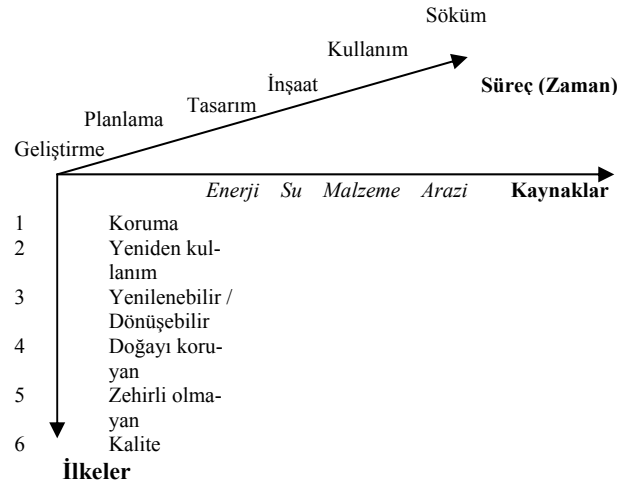 Söküm
Kullanım
İnşaat
Süreç (Zaman)
Tasarım
Planlama
Geliştirme
Enerji Su Malzeme Arazi Kaynaklar
1 Koruma
2 Yeniden kul-
lanım
3 Yenilenebilir /
Dönüşebilir
4 Doğayı koru-
yan
5 Zehirli olma-
yan
6 Kalite
İlkeler